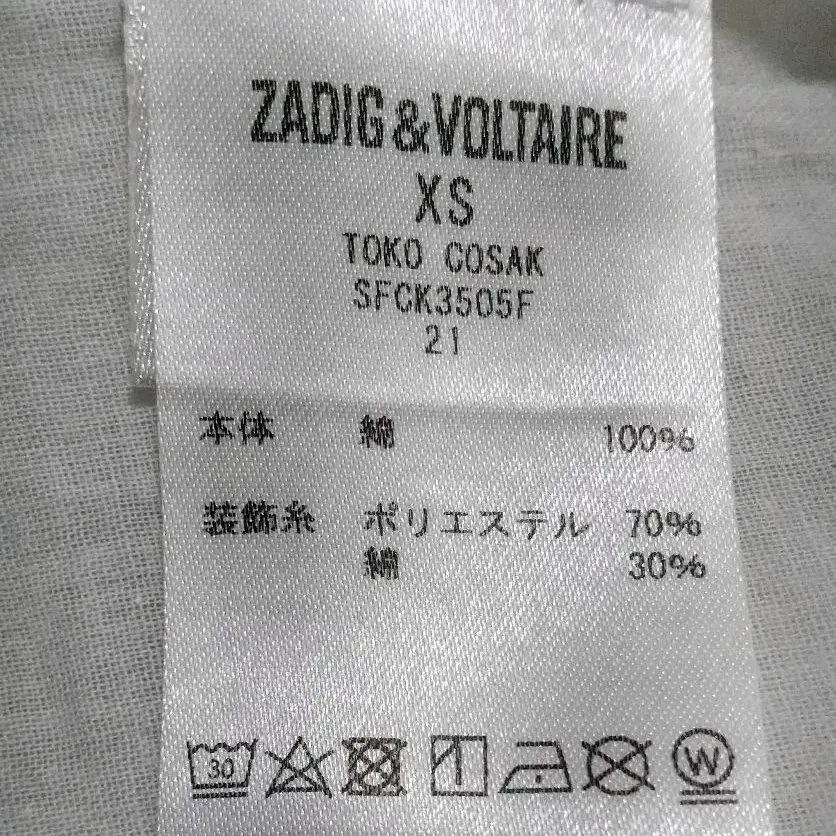 ZADIG&VOLTAIRE
XS
TOKO COSAK
SFCK3505F
21
本体 綿 100%
装飾糸 ポリエステル 70%
綿 30%
30 W